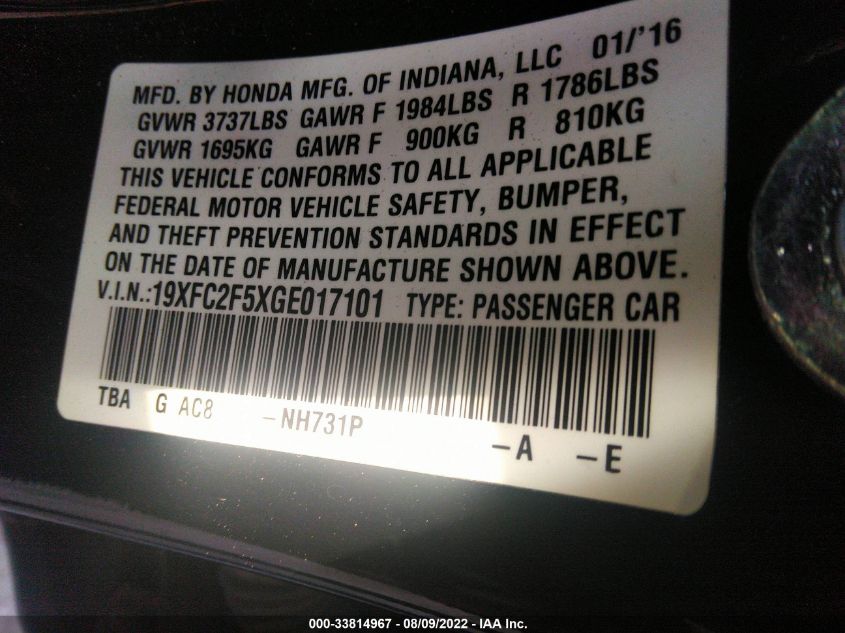 MFD. BY HONDA MFG. OF INDIANA, LLC 01/'16
GVWR 3737LBS GAWR F 1984LBS R 1786LBS
GVWR 1695KG GAWR F 900KG R 810KG
THIS VEHICLE CONFORMS TO ALL APPLICABLE
FEDERAL MOTOR VEHICLE SAFETY, BUMPER,
AND THEFT PREVENTION STANDARDS IN EFFECT
ON THE DATE OF MANUFACTURE SHOWN ABOVE.
V.I.N.:19XFC2F5XGE017101 TYPE: PASSENGER CAR
TBA G AC8 -NH731P -A -E
000-33814967 - 08/09/2022 - IAA Inc.